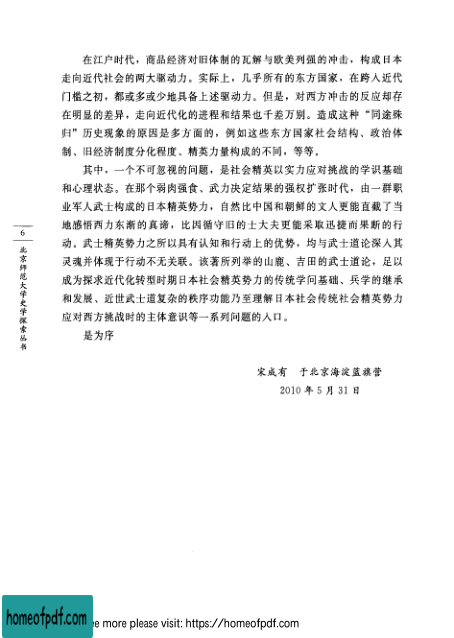 在江户时代，商品经济对旧体制的瓦解与欧美列强的冲击，构成日本
走向近代社会的两大驱动力。实际上，几乎所有的东方国家，在跨入近代
门槛之初，都或多或少地具备上述驱动力。但是，对西方冲击的反应却存
在明显的差异，走向近代化的进程和结果也千差万别。造成这种“同途殊
归”历史现象的原因是多方面的，例如这些东方国家社会结构、政治体
制、旧经济制度分化程度、精英力量构成的不同，等等。
其中，一个不可忽视的问题，是社会精英以实力应对挑战的学识基础
和心理状态。在那个弱肉强食、武力决定结果的强权扩张时代，由一群职
业军人武士构成的日本精英势力，自然比中国和朝鲜的文人更能直截了当
地感悟西力东渐的真谛，比因循守旧的士大夫更能采取迅捷而果断的行
动。武士精英势力之所以具有认知和行动上的优势，均与武士道论深入其
灵魂并体现于行动不无关联。该著所列举的山鹿、吉田的武士道论，足以
成为探求近代化转型时期日本社会精英势力的传统学问基础、兵学的继承
和发展、近世武士道复杂的秩序功能乃至理解日本社会传统社会精英势力
应对西方挑战时的主体意识等一系列问题的入口。
是为序
宋成有 于北京海淀蓝旗营
2010 年 5 月 31 日
6
北京师范大学史学探索丛书
homeofpdf.com
ee more please visit: https://homeofpdf.com